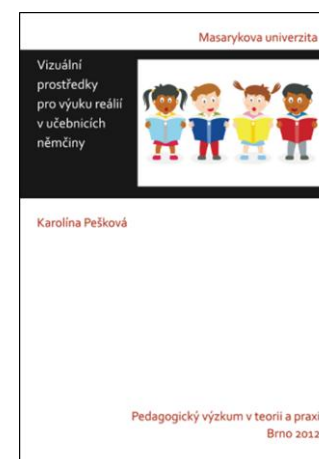 Masarykova univerzita
Vizuální
prostředky
pro výuku reálií
v učebnicích
němčiny
Karolína Pešková
Pedagogický výzkum v teorii a praxi
Brno 2012